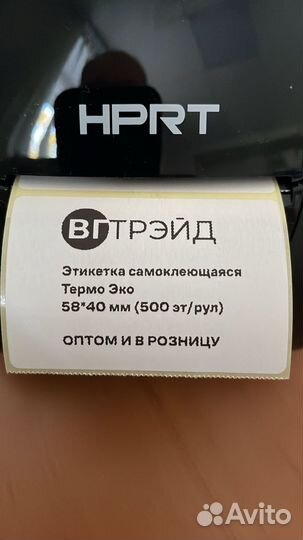 HPRT
ВГТРЭЙД
Этикетка самоклеющаяся
Термо Эко
58*40 мм (500 эт/рул)
ОПТОМ И В РОЗНИЦУ
Avito